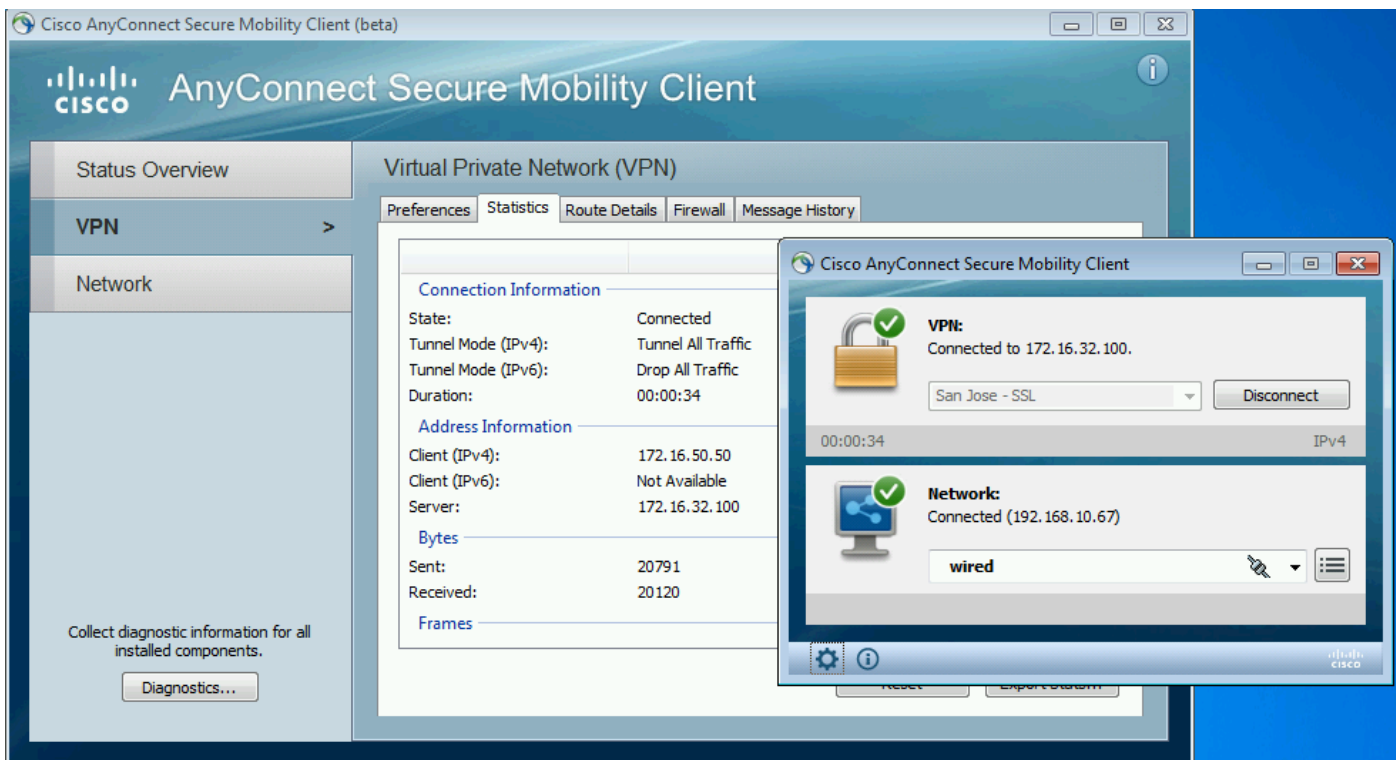 Cisco AnyConnect Secure Mobility Client (beta)
CISCO AnyConnect Secure Mobility Client
Status Overview
VPN >
Network
Collect diagnostic information for all
installed components.
Diagnostics...
Virtual Private Network (VPN)
Preferences Statistics Route Details Firewall Message History
Connection Information
State: Connected
Tunnel Mode (IPv4): Tunnel All Traffic
Tunnel Mode (IPv6): Drop All Traffic
Duration: 00:00:34
Address Information
Client (IPv4): 172.16.50.50
Client (IPv6): Not Available
Server: 172.16.32.100
Bytes
Sent: 20791
Received: 20120
Frames
Cisco AnyConnect Secure Mobility Client
VPN:
Connected to 172.16.32.100.
San Jose - SSL Disconnect
00:00:34 IPv4
Network:
Connected (192.168.10.67)
wired
CISCO